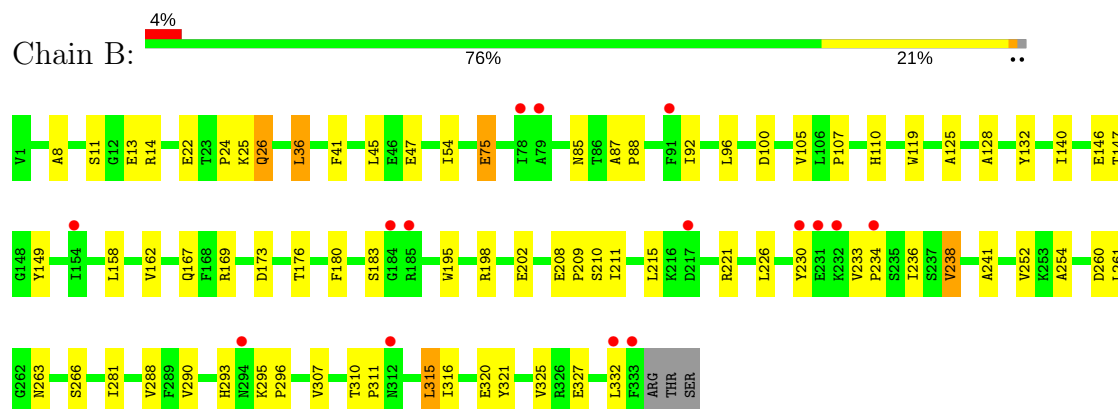 4%
Chain B:
76% 21%
V1 A8 S11 G12 E13 R14 E22 T23 P24 K25 Q26 L36 F41 L45 E46 E47 I54 E75 I78 A79 N85 T86 A87 P88 F91 I92 L96 D100 V105 L106 P107 H110 W119 A125 A128 Y132 I140 E146 T147
G148 Y149 I154 L158 V162 Q167 F168 R169 D173 T176 F180 S183 G184 R185 W195 R198 E202 E208 P209 S210 I211 L215 K216 D217 R221 L226 Y230 E231 K232 V233 P234 S235 I236 S237 V238 A241 V252 K253 A254 D260
G262 N263 S266 I281 V288 F289 V290 H293 N294 K295 P296 V307 T310 P311 N312 L315 I316 E320 Y321 V325 R326 E327 L332 F333 ARG THR SER